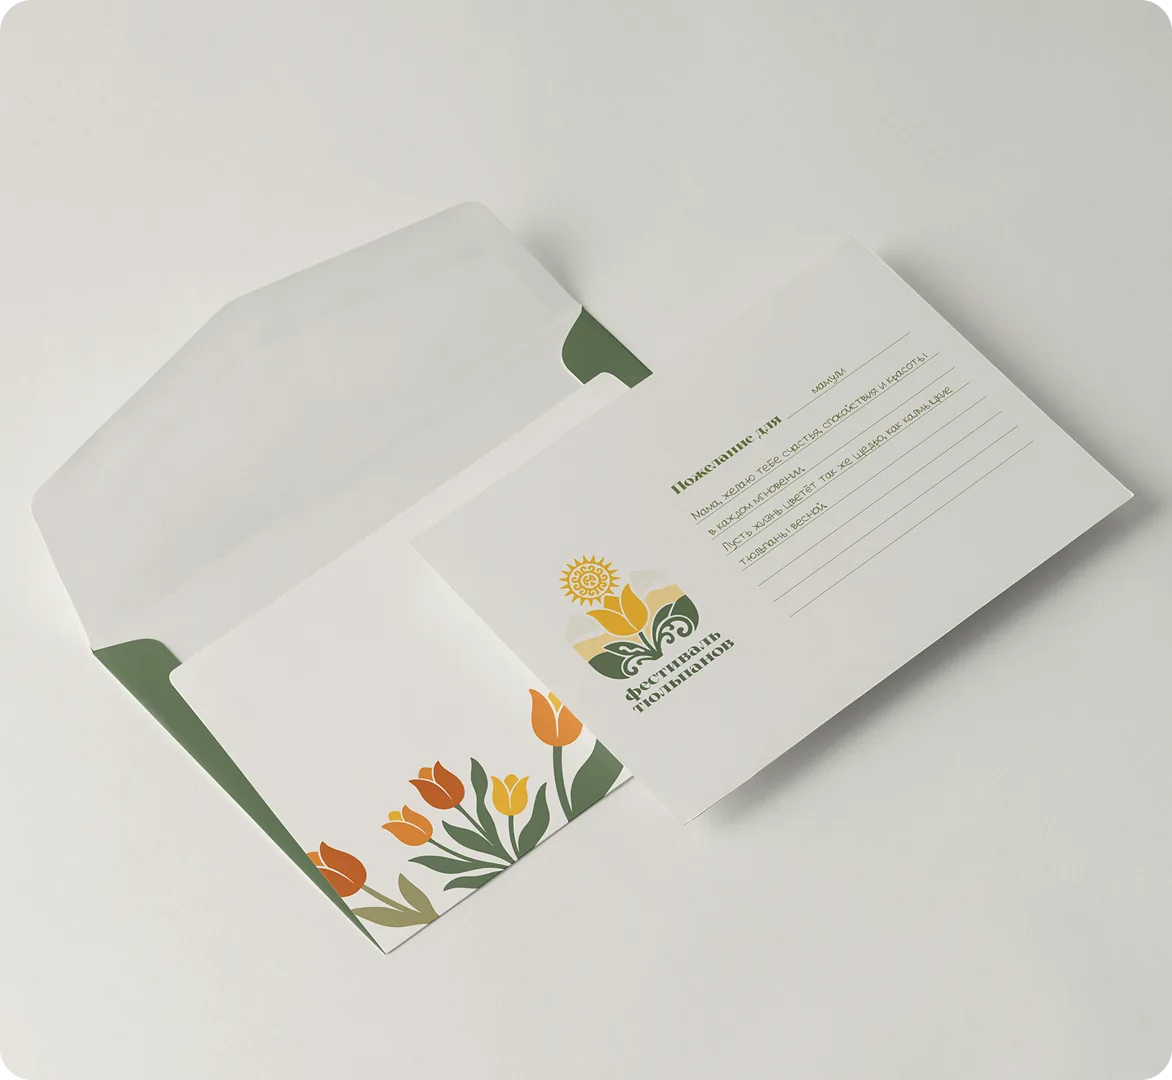 Пожелание для мамули
Мама, желаю тебе счастья, спокойствия и красоты
в каждом мгновении.
Пусть жизнь цветёт так же щедро, как калмыцкие
тюльпаны весной
фестиваль
тюльпанов